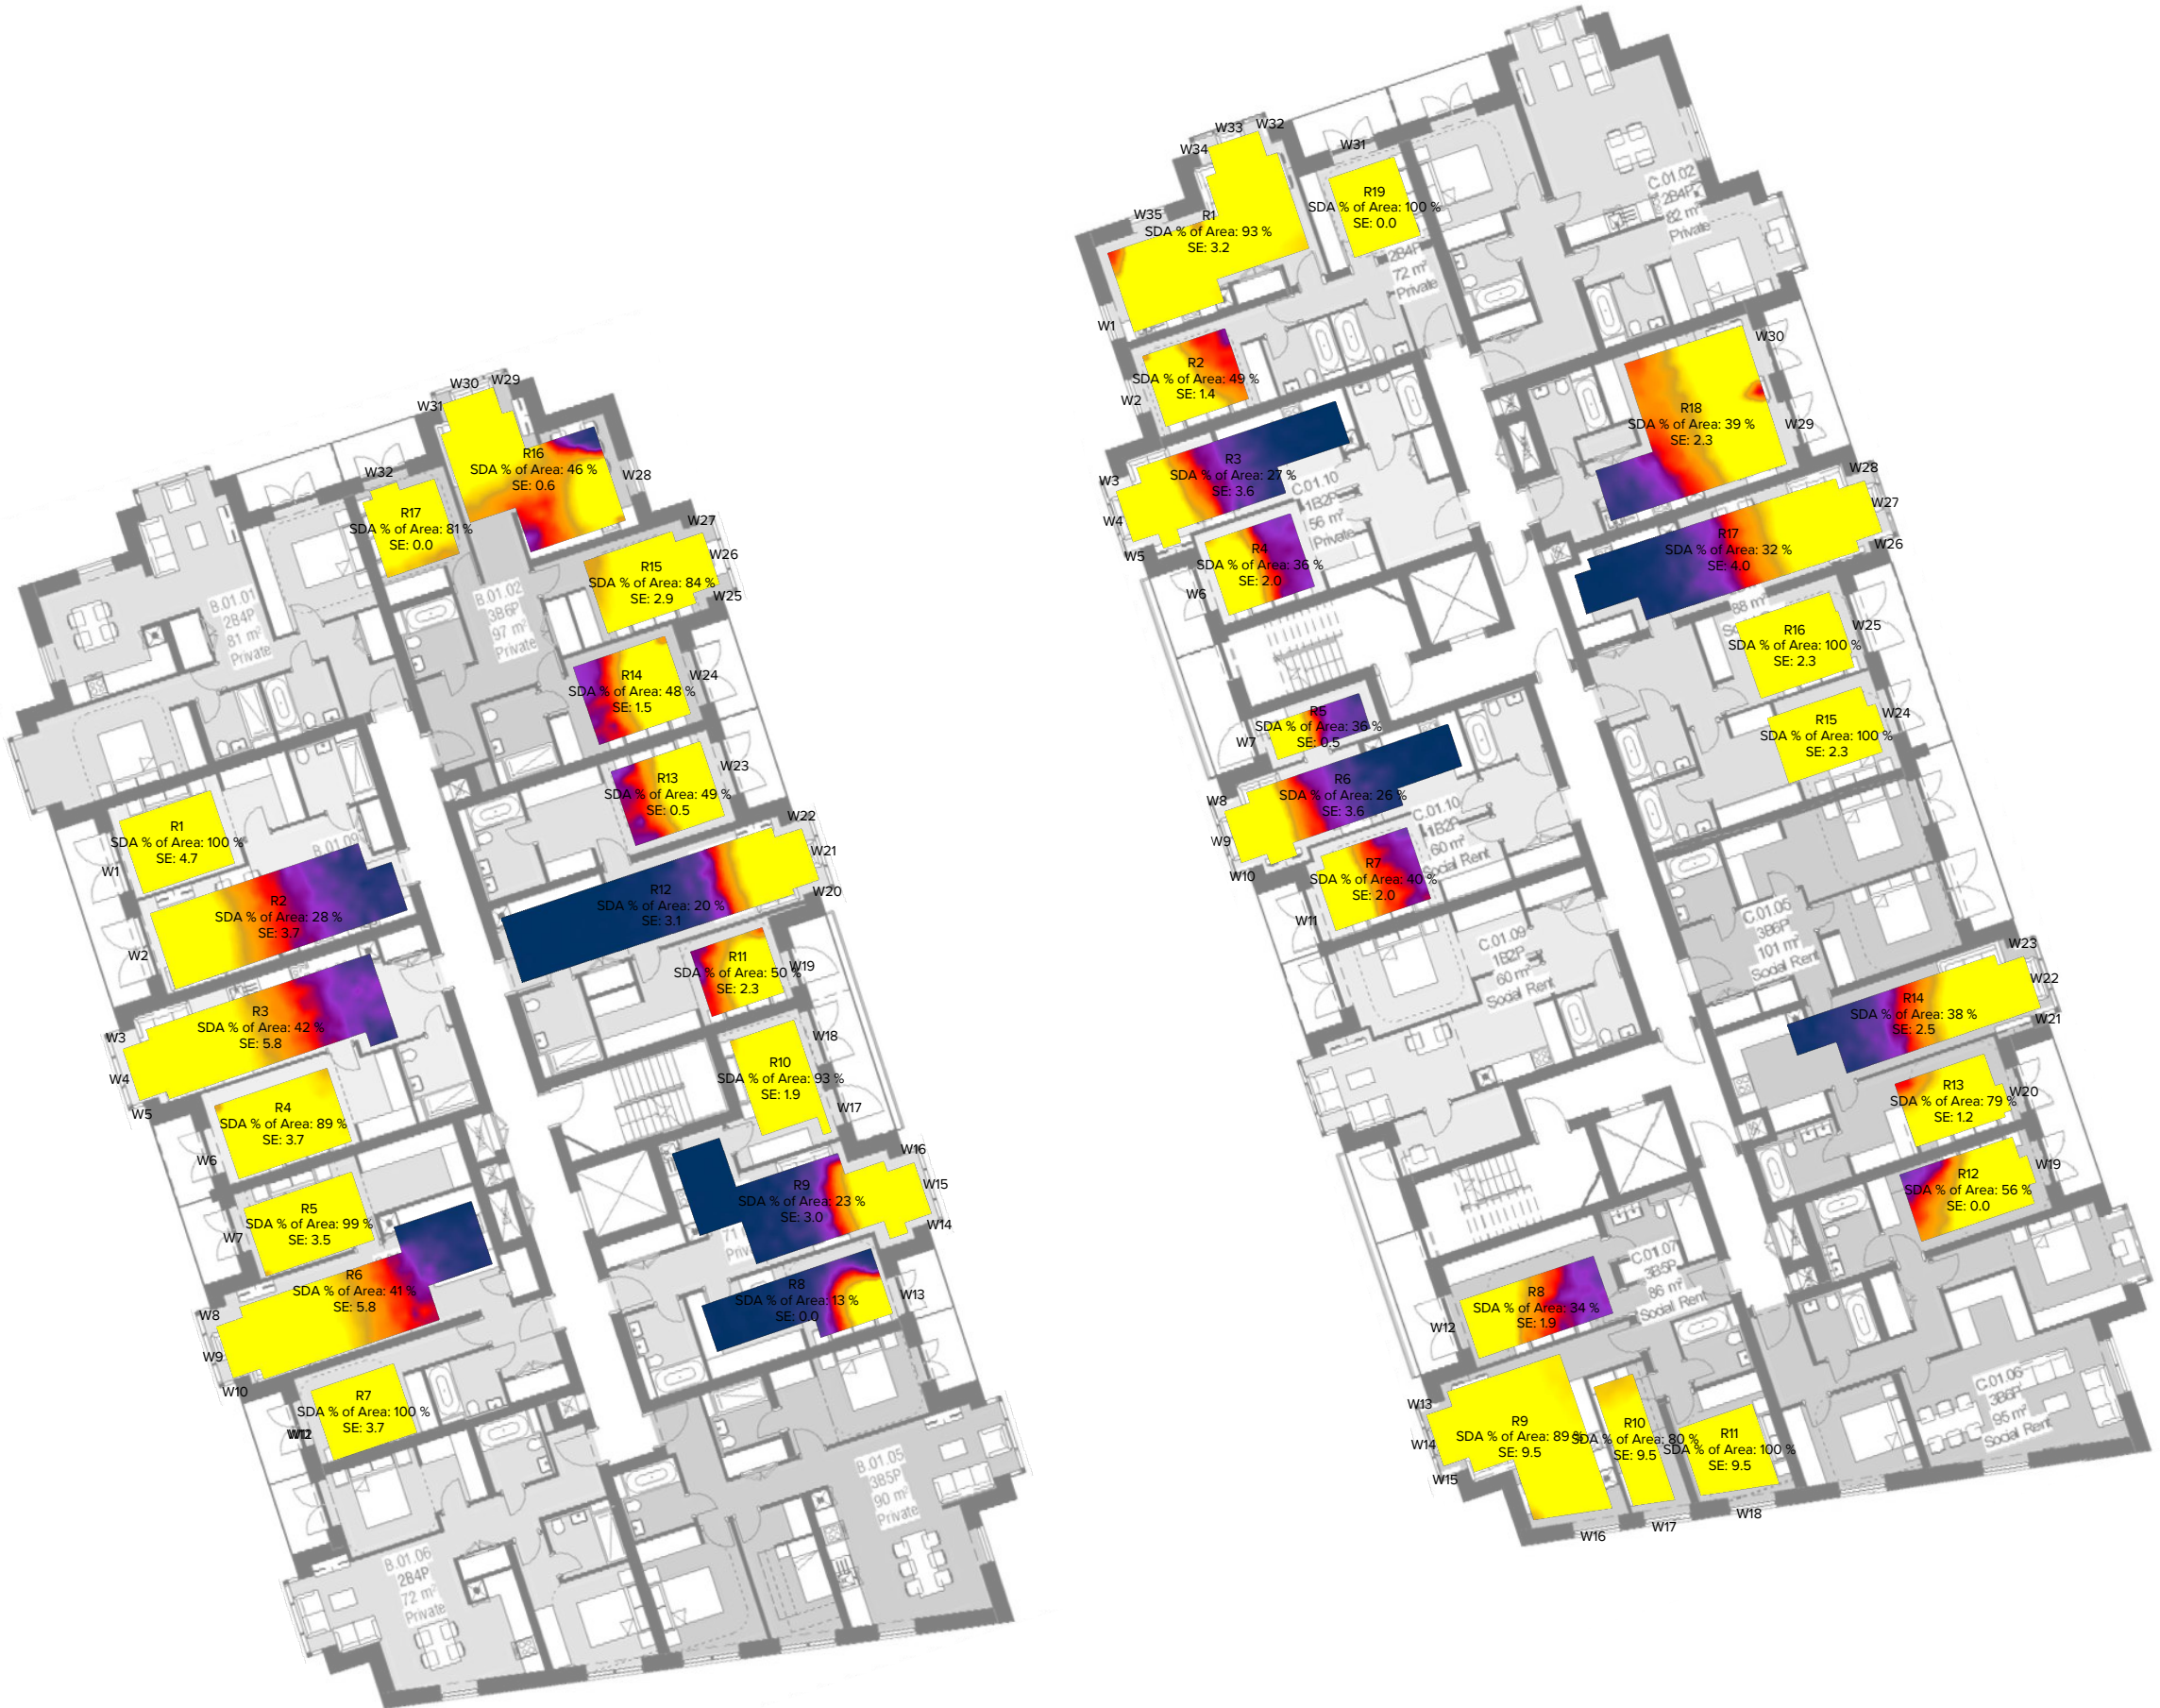 W30
W29
W31
R16
SDA % of Area: 46 %
SE: 0.6
W28
W32
R17
SDA % of Area: 81 %
SE: 0.0
W27
W26
W25
R15
SDA % of Area: 84 %
SE: 2.9
B.01.01
2B4P
81 m²
Private
B.01.02
3B6P
97 m²
Private
R14
SDA % of Area: 48 %
SE: 1.5
W24
R13
SDA % of Area: 49 %
SE: 0.5
W23
R1
SDA % of Area: 100 %
SE: 4.7
W1
B.01.09
W22
W21
W20
R12
SDA % of Area: 20 %
SE: 3.1
R2
SDA % of Area: 28 %
SE: 3.7
W2
R11
SDA % of Area: 50 %
SE: 2.3
W19
R3
SDA % of Area: 42 %
SE: 5.8
W3
W4
W5
R10
SDA % of Area: 93 %
SE: 1.9
W18
W17
R4
SDA % of Area: 89 %
SE: 3.7
W6
W16
W15
W14
R9
SDA % of Area: 23 %
SE: 3.0
R5
SDA % of Area: 99 %
SE: 3.5
W7
R6
SDA % of Area: 41 %
SE: 5.8
W8
W9
W10
R8
SDA % of Area: 13 %
SE: 0.0
W13
R7
SDA % of Area: 100 %
SE: 3.7
B.01.05
3B5P
90 m²
Private
B.01.06
2B4P
72 m²
Private
W33
W32
W34
W35
R1
SDA % of Area: 93 %
SE: 3.2
W1
W31
R19
SDA % of Area: 100 %
SE: 0.0
2B4P
72 m²
Private
C.01.02
2B4P
82 m²
Private
R2
SDA % of Area: 49 %
SE: 1.4
W2
W30
R18
SDA % of Area: 39 %
SE: 2.3
W29
R3
SDA % of Area: 27 %
SE: 3.6
W3
W4
W5
C.01.10
1B2P
56 m²
Private
W28
W27
W26
R17
SDA % of Area: 32 %
SE: 4.0
R4
SDA % of Area: 36 %
SE: 2.0
W6
88 m²
R16
SDA % of Area: 100 %
SE: 2.3
W25
R5
SDA % of Area: 36 %
SE: 0.5
W7
R15
SDA % of Area: 100 %
SE: 2.3
W24
R6
SDA % of Area: 26 %
SE: 3.6
W8
W9
W10
C.01.10
1B2P
60 m²
Social Rent
R7
SDA % of Area: 40 %
SE: 2.0
W11
C.01.09
1B2P
60 m²
Social Rent
C.01.05
3B6P
101 m²
Social Rent
W23
W22
W21
R14
SDA % of Area: 38 %
SE: 2.5
R13
SDA % of Area: 79 %
SE: 1.2
W20
R12
SDA % of Area: 56 %
SE: 0.0
W19
C.01.07
3B5P
86 m²
Social Rent
R8
SDA % of Area: 34 %
SE: 1.9
W12
W13
W14
W15
R9
SDA % of Area: 89 %
SE: 9.5
R10
SDA % of Area: 80 %
SE: 9.5
R11
SDA % of Area: 100 %
SE: 9.5
C.01.06
3B6P
95 m²
Social Rent
W16
W17
W18